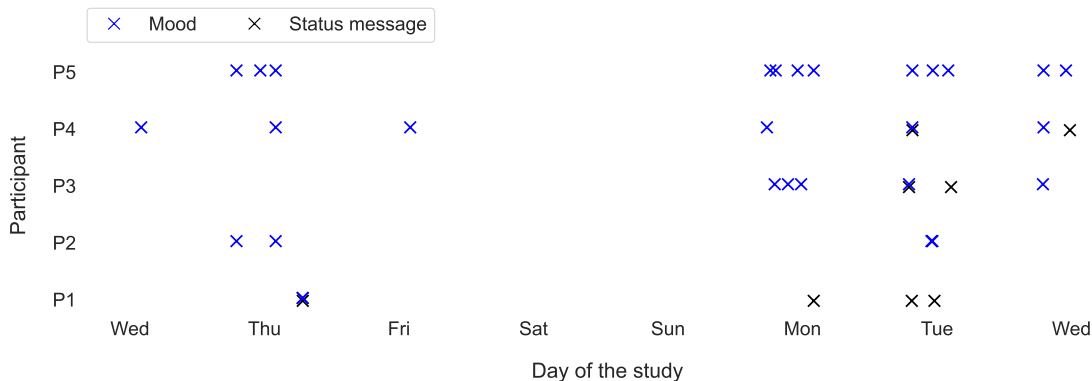 Mood Status message
P5
P4
P3
P2
P1
Participant
Wed Thu Fri Sat Sun Mon Tue Wed
Day of the study